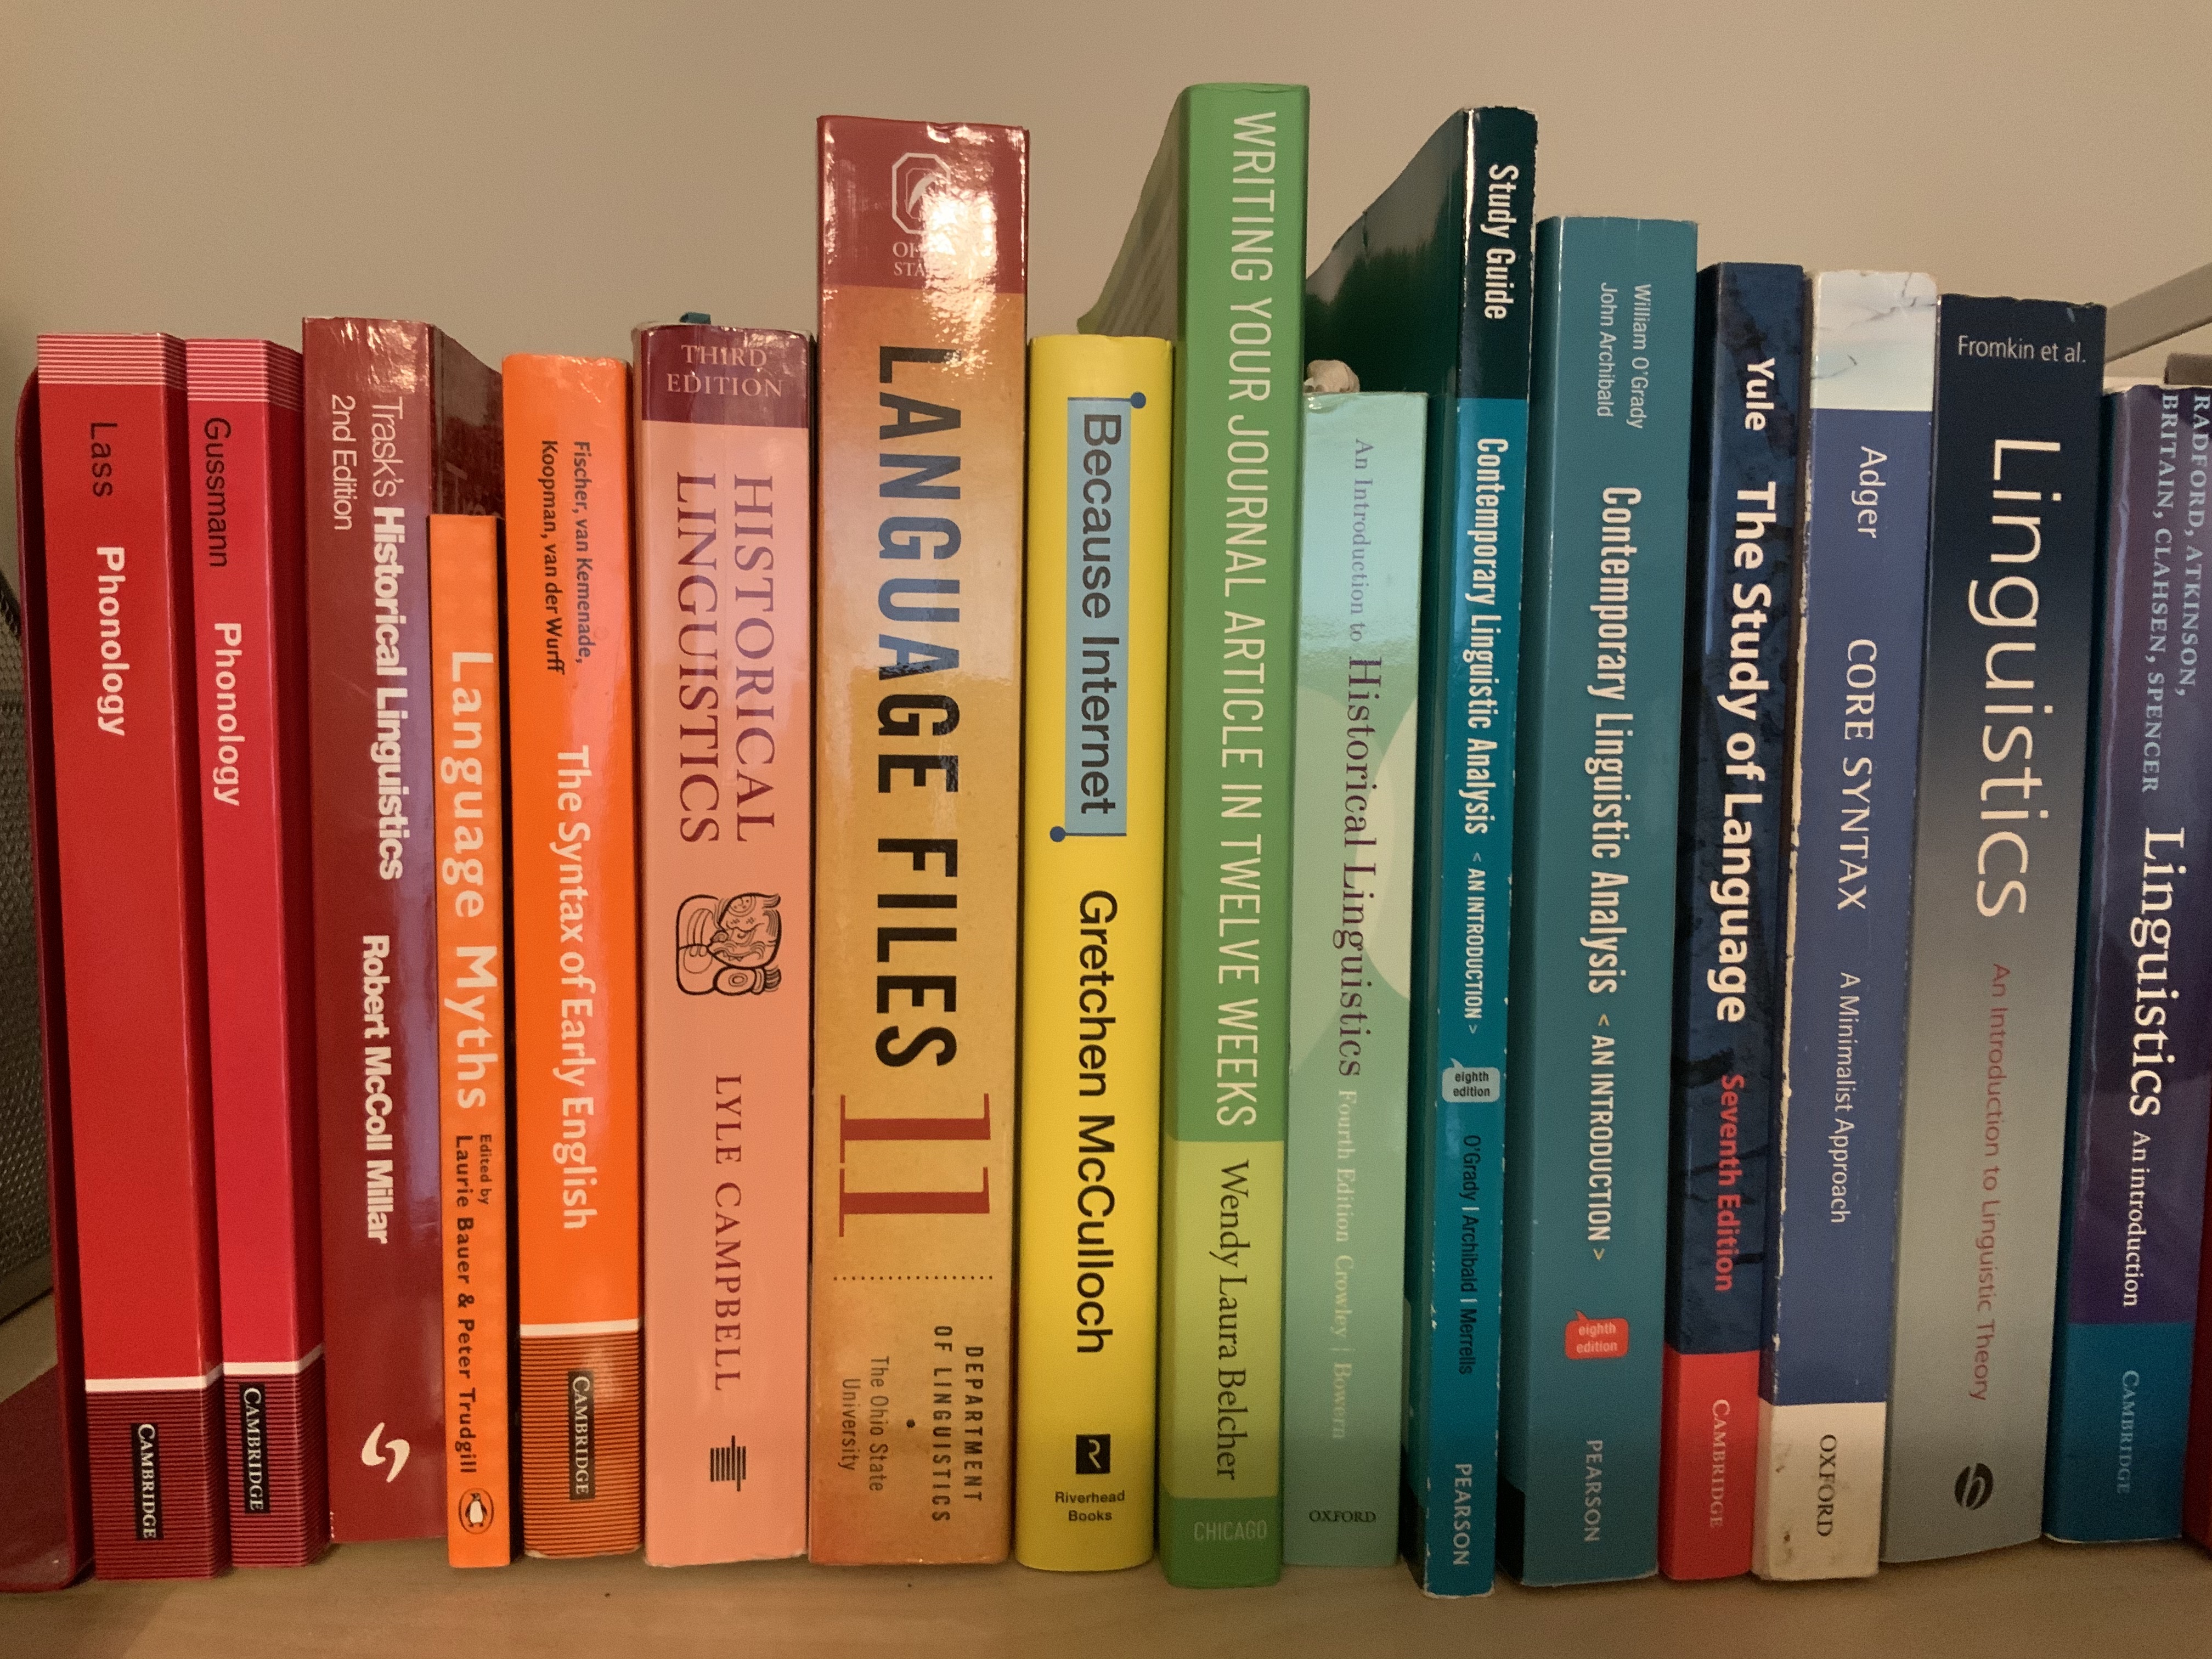 Lass
Phonology
CAMBRIDGE
Gussmann
Phonology
CAMBRIDGE
Trask's Historical Linguistics
2nd Edition
Robert McColl Millar
Language Myths
Edited by
Laurie Bauer & Peter Trudgill
Fischer, van Kemenade,
Koopman, van der Wurff
The Syntax of Early English
CAMBRIDGE
THIRD
EDITION
HISTORICAL
LINGUISTICS
LYLE CAMPBELL
LANGUAGE FILES
11
DEPARTMENT
OF LINGUISTICS
The Ohio State
University
Because Internet
Gretchen McCulloch
Riverhead
Books
WRITING YOUR JOURNAL ARTICLE IN TWELVE WEEKS
Wendy Laura Belcher
CHICAGO
An Introduction to Historical Linguistics Fourth Edition Crowley | Bowern
OXFORD
Study Guide
Contemporary Linguistic Analysis < AN INTRODUCTION >
eighth
edition
O'Grady | Archibald | Merrells
PEARSON
William O'Grady
John Archibald
Contemporary Linguistic Analysis < AN INTRODUCTION >
eighth
edition
PEARSON
Yule
The Study of Language
Seventh Edition
CAMBRIDGE
Adger
CORE SYNTAX
A Minimalist Approach
OXFORD
Fromkin et al.
Linguistics
An Introduction to Linguistic Theory
RADFORD, ATKINSON,
BRITAIN, CLAHSEN, SPENCER
Linguistics An introduction
CAMBRIDGE